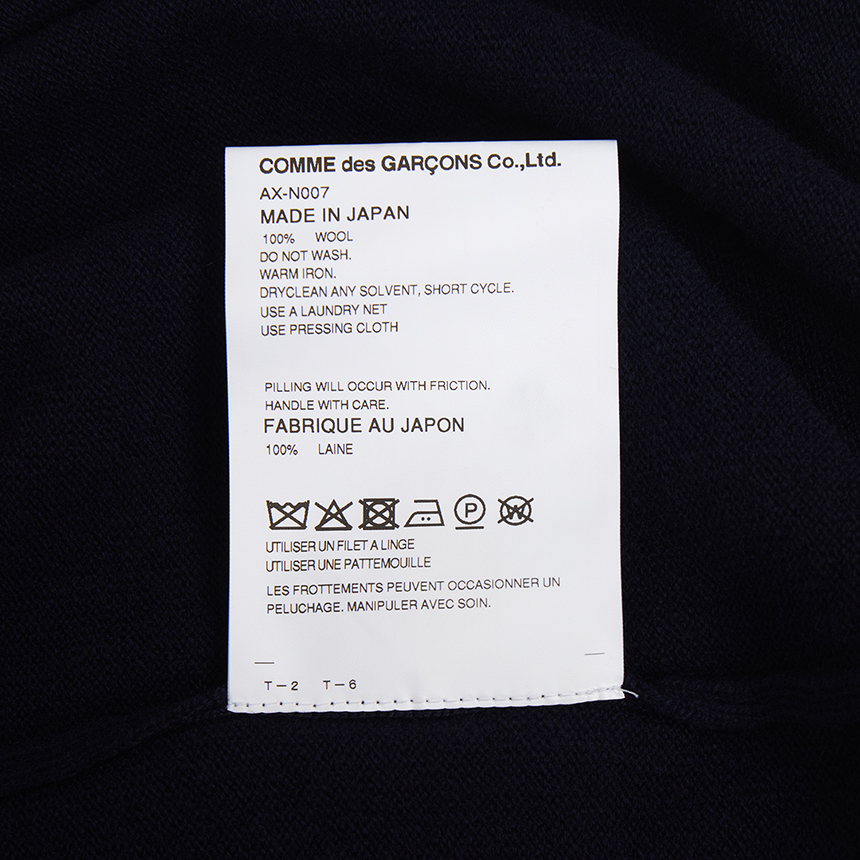 COMME des GARÇONS Co.,Ltd.
AX-N007
MADE IN JAPAN
100% WOOL
DO NOT WASH.
WARM IRON.
DRYCLEAN ANY SOLVENT, SHORT CYCLE.
USE A LAUNDRY NET
USE PRESSING CLOTH
PILLING WILL OCCUR WITH FRICTION.
HANDLE WITH CARE.
FABRIQUE AU JAPON
100% LAINE
P W
UTILISER UN FILET A LINGE
UTILISER UNE PATTEMOUILLE
LES FROTTEMENTS PEUVENT OCCASIONNER UN
PELUCHAGE. MANIPULER AVEC SOIN.
T-2 T-6